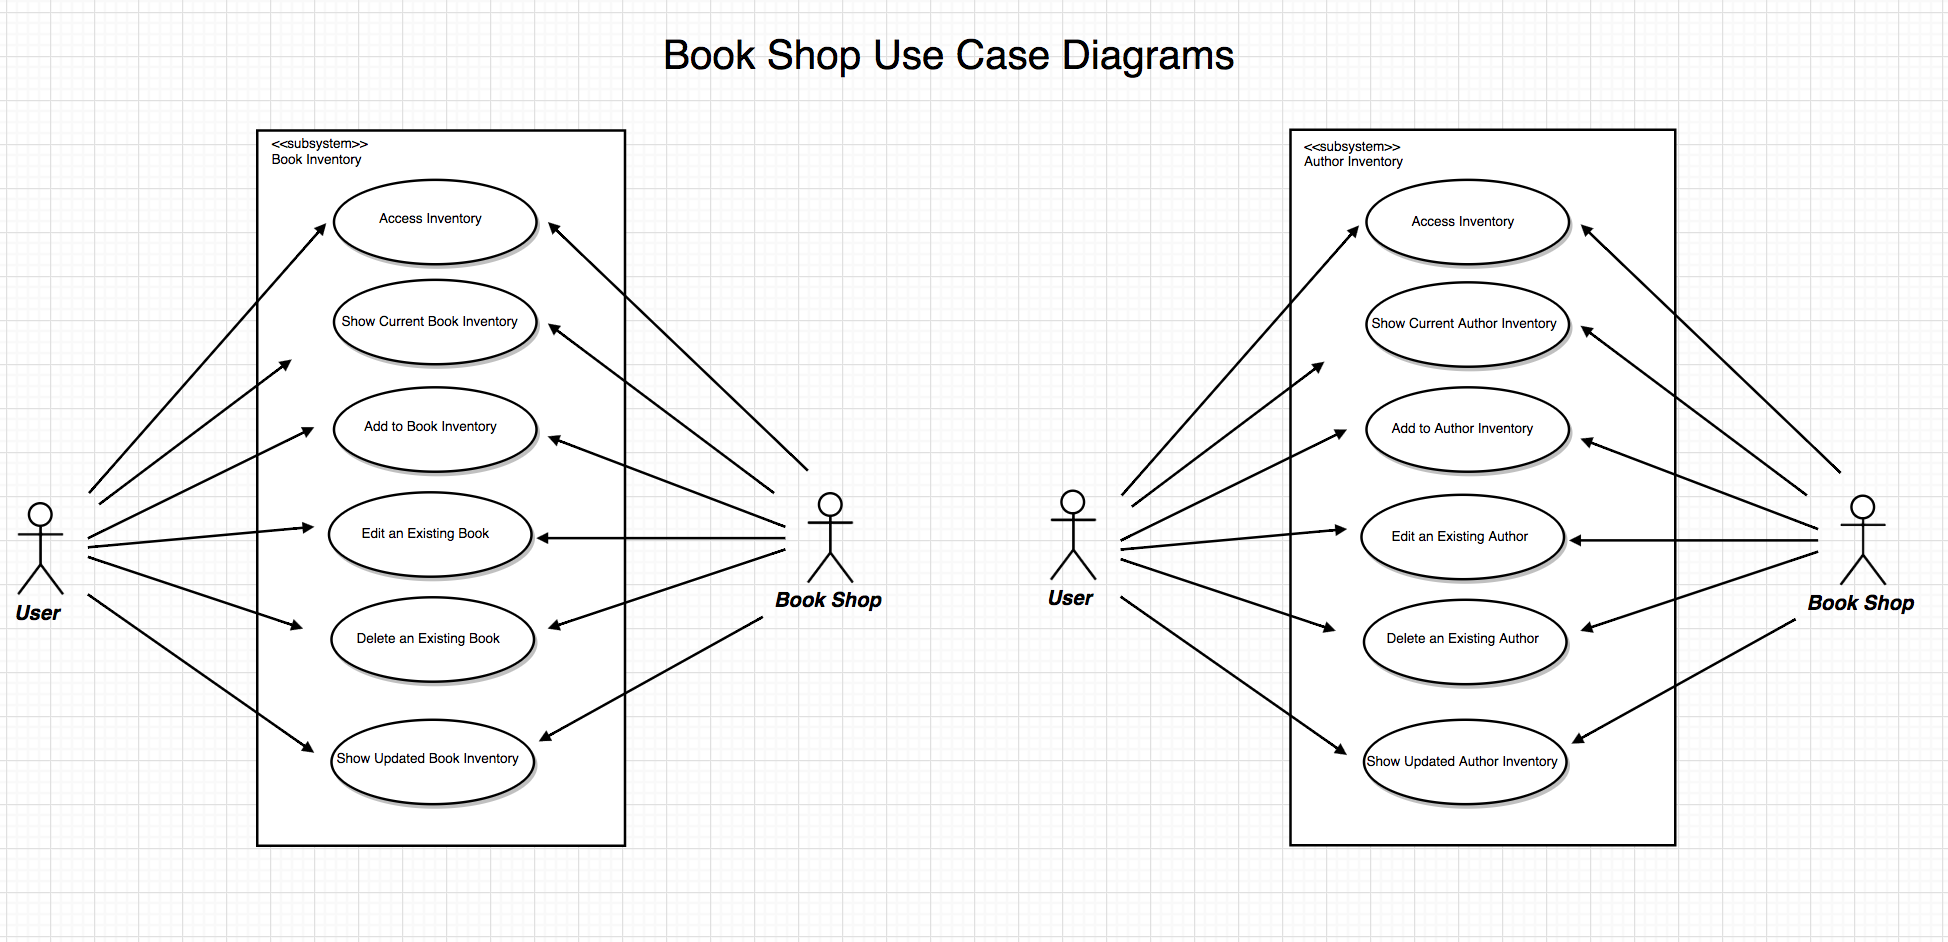 Book Shop Use Case Diagrams
<<subsystem>>
Book Inventory
Access Inventory
Show Current Book Inventory
Add to Book Inventory
Edit an Existing Book
Delete an Existing Book
Show Updated Book Inventory
User
Book Shop
<<subsystem>>
Author Inventory
Access Inventory
Show Current Author Inventory
Add to Author Inventory
Edit an Existing Author
Delete an Existing Author
Show Updated Author Inventory
User
Book Shop